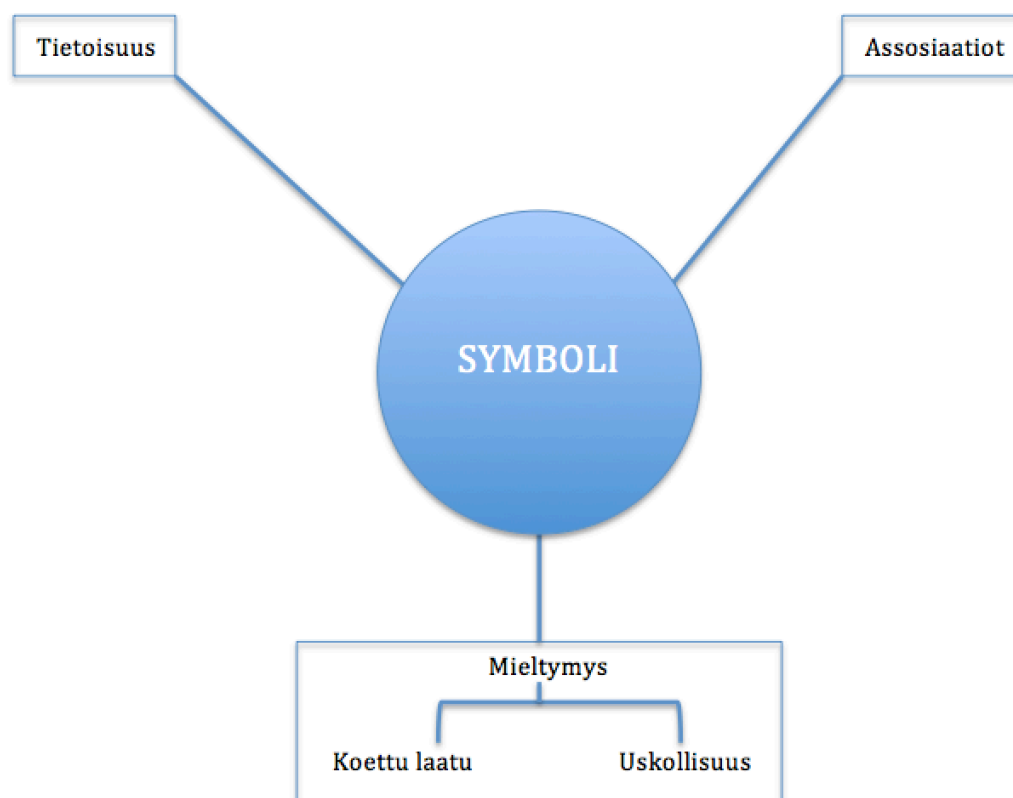 Tietoisuus
Assosiaatiot
SYMBOLI
Mieltymys
Koettu laatu
Uskollisuus